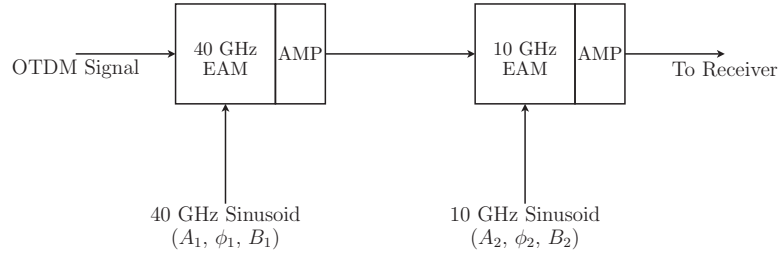 40 GHz
EAM
AMP
10 GHz
EAM
AMP
OTDM Signal
To Receiver
40 GHz Sinusoid
(A₁, ϕ₁, B₁)
10 GHz Sinusoid
(A₂, ϕ₂, B₂)